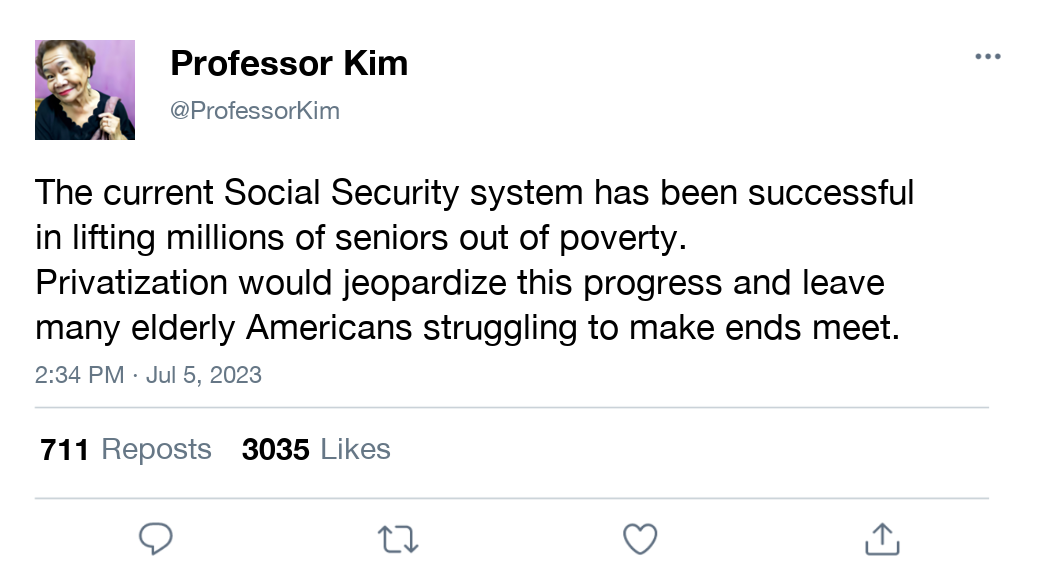 Professor Kim
@ProfessorKim
The current Social Security system has been successful
in lifting millions of seniors out of poverty.
Privatization would jeopardize this progress and leave
many elderly Americans struggling to make ends meet.
2:34 PM · Jul 5, 2023
711 Reposts 3035 Likes